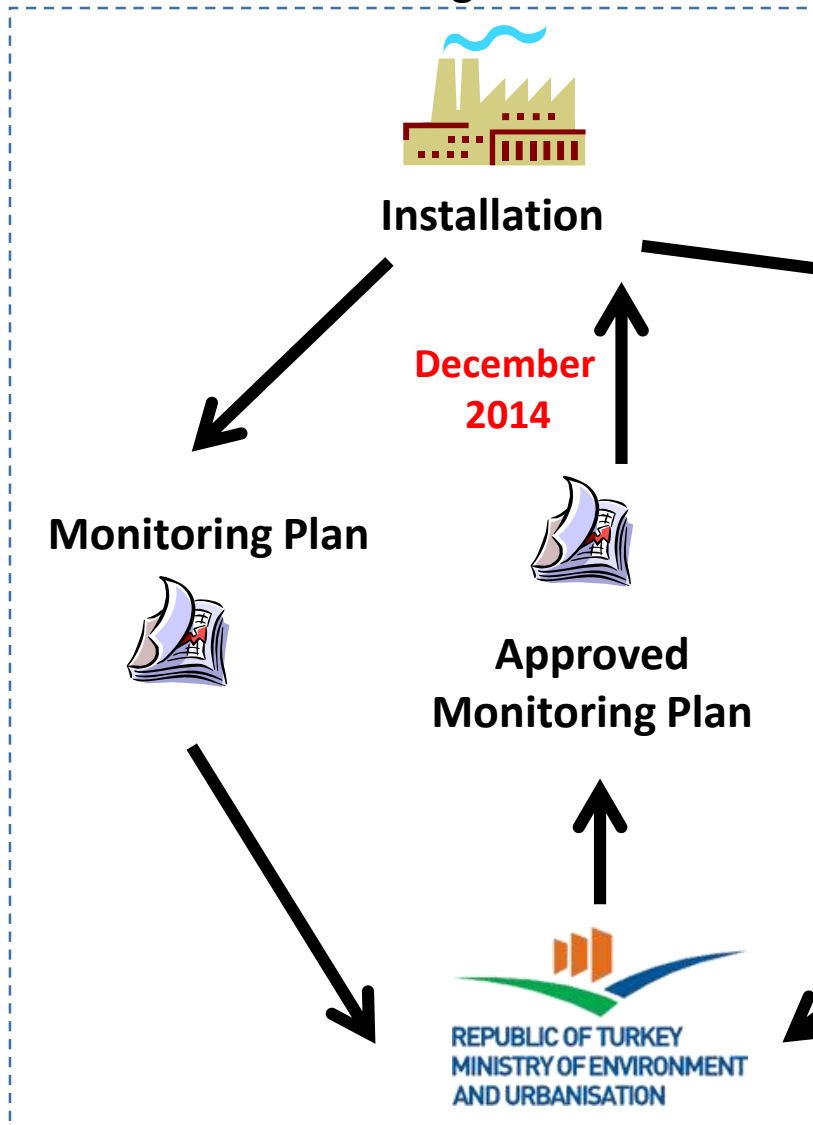 Installation
December
2014
Monitoring Plan
Approved
Monitoring Plan
REPUBLIC OF TURKEY
MINISTRY OF ENVIRONMENT
AND URBANISATION